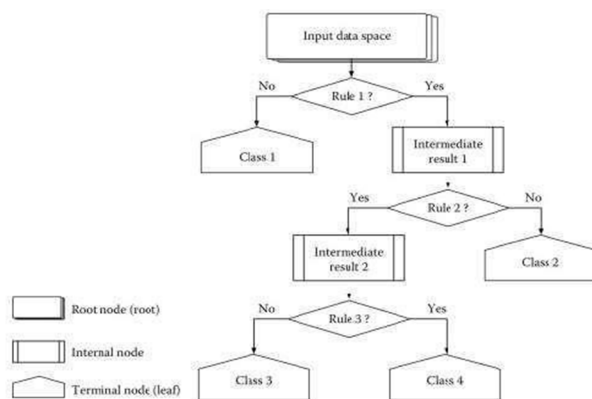 Input data space
No
Rule 1 ?
Yes
Class 1
Intermediate
result 1
Yes
Rule 2 ?
No
Intermediate
result 2
Class 2
Root node (root)
No
Rule 3 ?
Yes
Internal node
Class 3
Class 4
Terminal node (leaf)